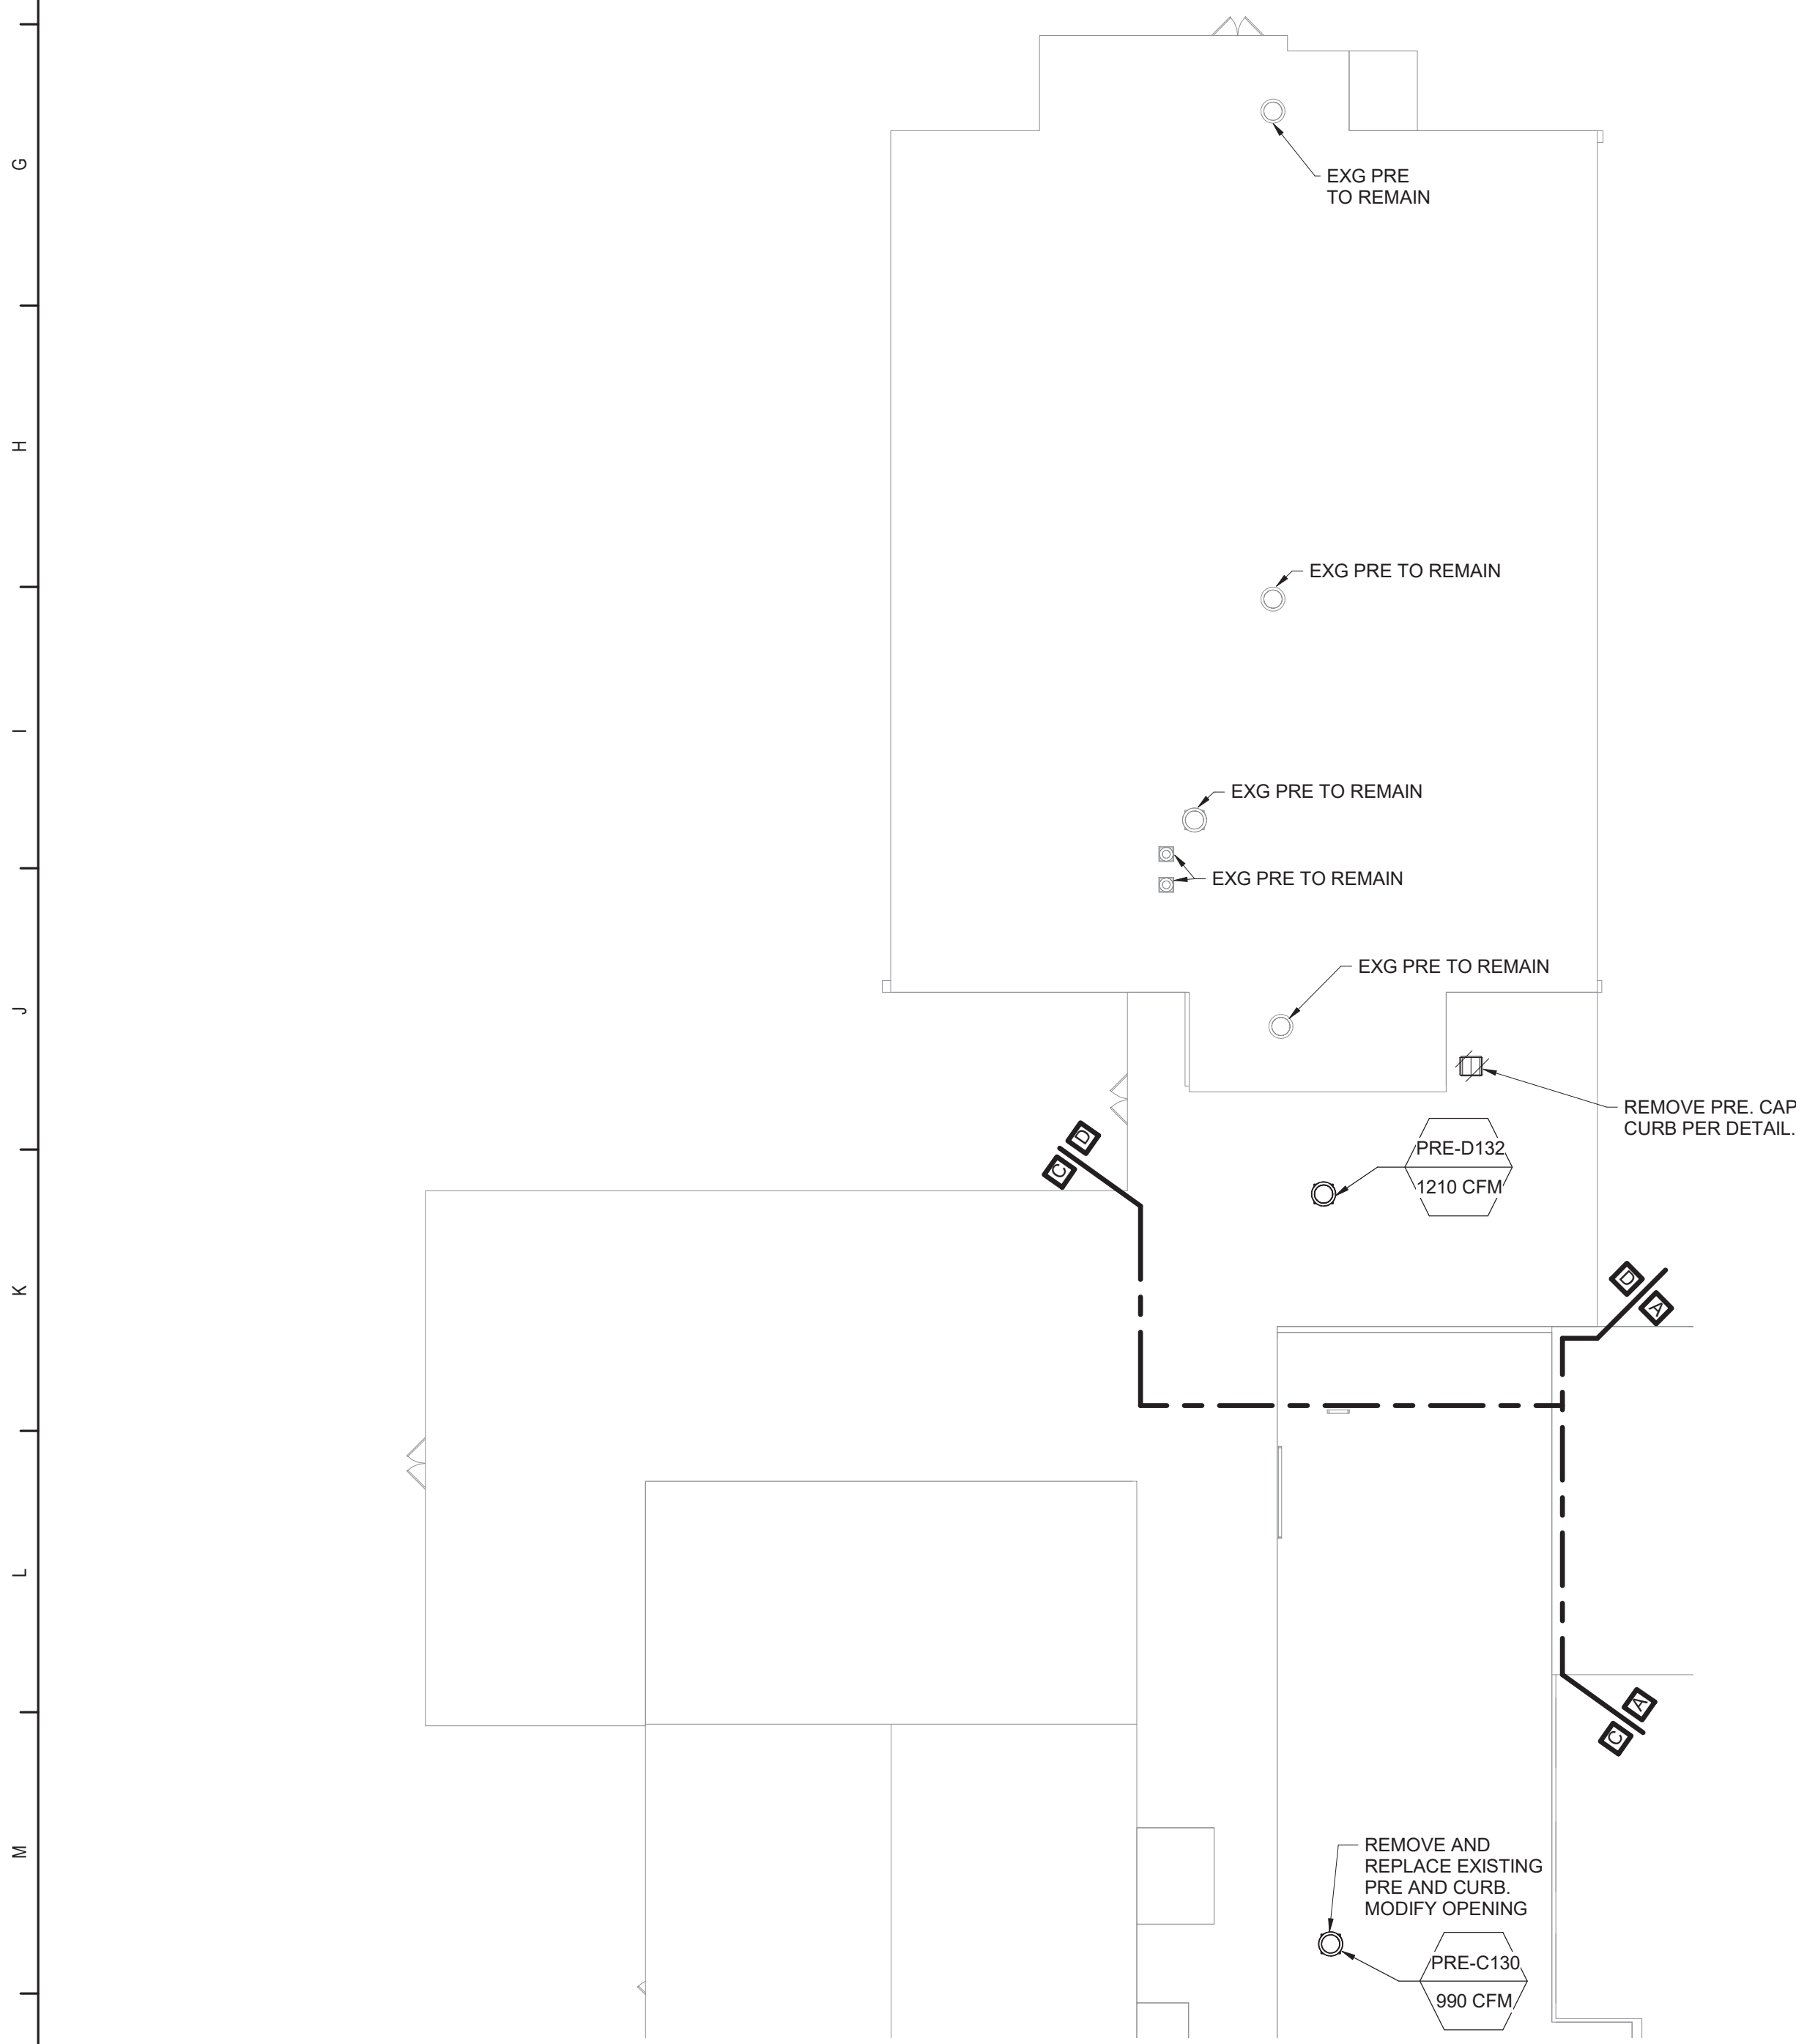 G
EXG PRE
TO REMAIN
H
EXG PRE TO REMAIN
I
EXG PRE TO REMAIN
EXG PRE TO REMAIN
EXG PRE TO REMAIN
J
REMOVE PRE. CAP
CURB PER DETAIL.
D
C
PRE-D132
1210 CFM
K
D
A
L
A
C
M
REMOVE AND
REPLACE EXISTING
PRE AND CURB.
MODIFY OPENING
PRE-C130
990 CFM